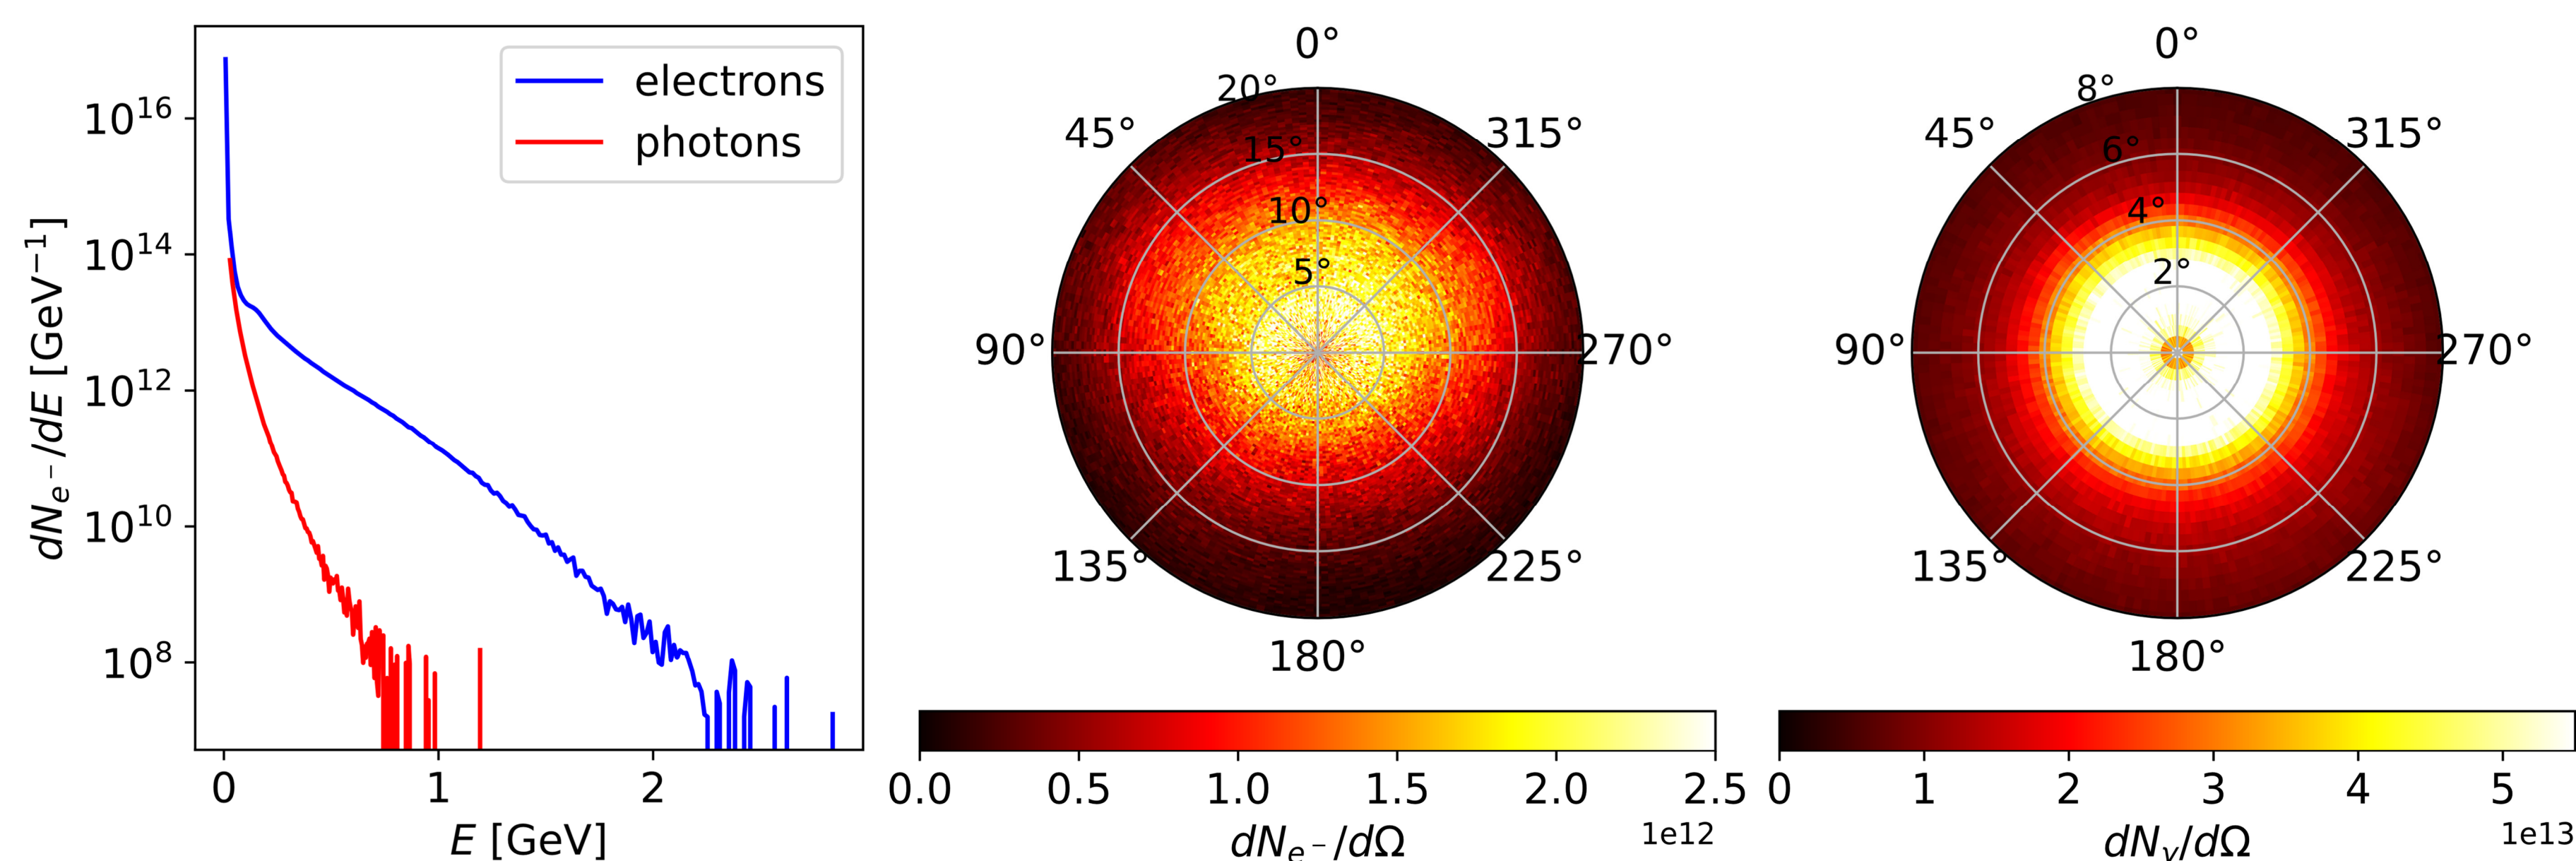 dN_{e^-}/dE [GeV^{-1}]
10^{16}
10^{14}
10^{12}
10^{10}
10^{8}
electrons
photons
0 1 2
E [GeV]
0°
45°
90°
135°
180°
225°
270°
315°
20°
15°
10°
5°
0.0 0.5 1.0 1.5 2.0 2.5
1e12
dN_{e^-}/dΩ
0°
45°
90°
135°
180°
225°
270°
315°
8°
6°
4°
2°
0 1 2 3 4 5
1e13
dN_γ/dΩ